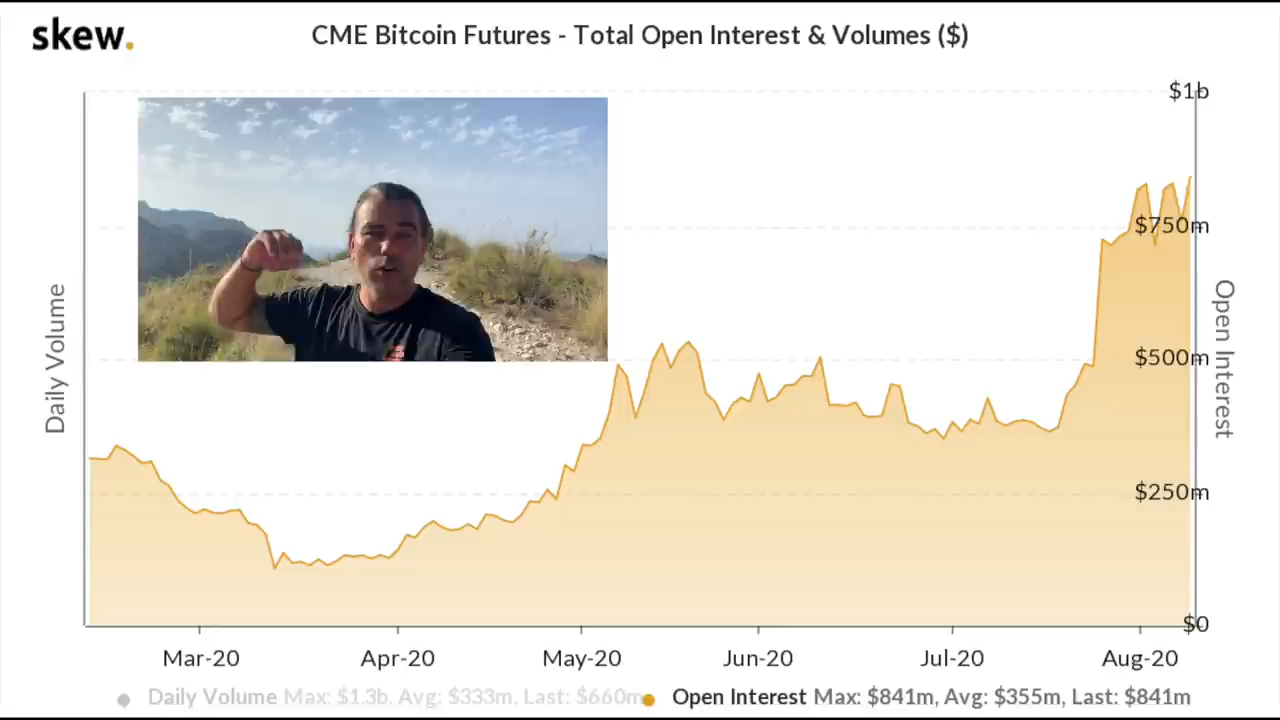 skew.
CME Bitcoin Futures - Total Open Interest & Volumes ($)
$1b
$750m
$500m
$250m
$0
Daily Volume
Open Interest
Mar-20 Apr-20 May-20 Jun-20 Jul-20 Aug-20
Daily Volume Max: $1.3b, Avg: $333m, Last: $660m Open Interest Max: $841m, Avg: $355m, Last: $841m